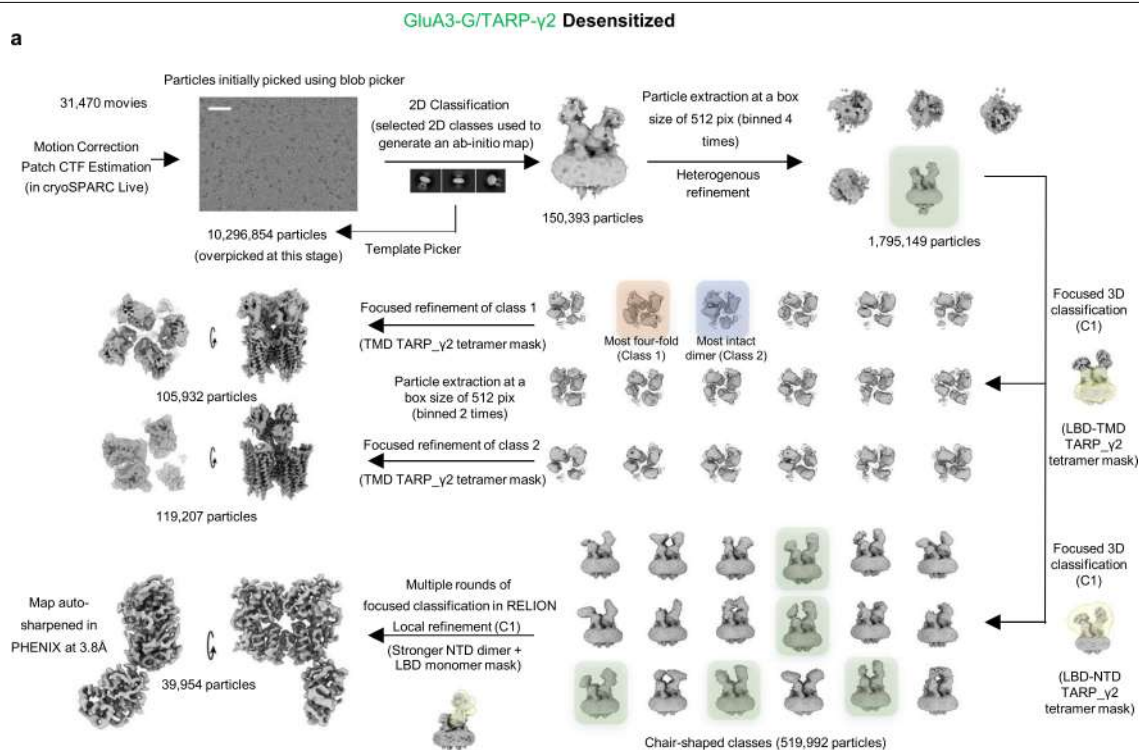 GluA3-G/TARP-γ2 Desensitized
a
Particles initially picked using blob picker
31,470 movies
Motion Correction
Patch CTF Estimation
(in cryoSPARC Live)
10,296,854 particles
(overpicked at this stage)
2D Classification
(selected 2D classes used to
generate an ab-initio map)
Template Picker
150,393 particles
Particle extraction at a box
size of 512 pix (binned 4
times)
Heterogenous
refinement
1,795,149 particles
Focused 3D
classification
(C1)
(LBD-TMD
TARP_γ2
tetramer mask)
Focused refinement of class 1
(TMD TARP_γ2 tetramer mask)
Most four-fold
(Class 1)
Most intact
dimer (Class 2)
105,932 particles
Particle extraction at a
box size of 512 pix
(binned 2 times)
Focused refinement of class 2
(TMD TARP_γ2 tetramer mask)
119,207 particles
Focused 3D
classification
(C1)
(LBD-NTD
TARP_γ2
tetramer mask)
Chair-shaped classes (519,992 particles)
Multiple rounds of
focused classification in RELION
Local refinement (C1)
(Stronger NTD dimer +
LBD monomer mask)
Map auto-
sharpened in
PHENIX at 3.8Å
39,954 particles